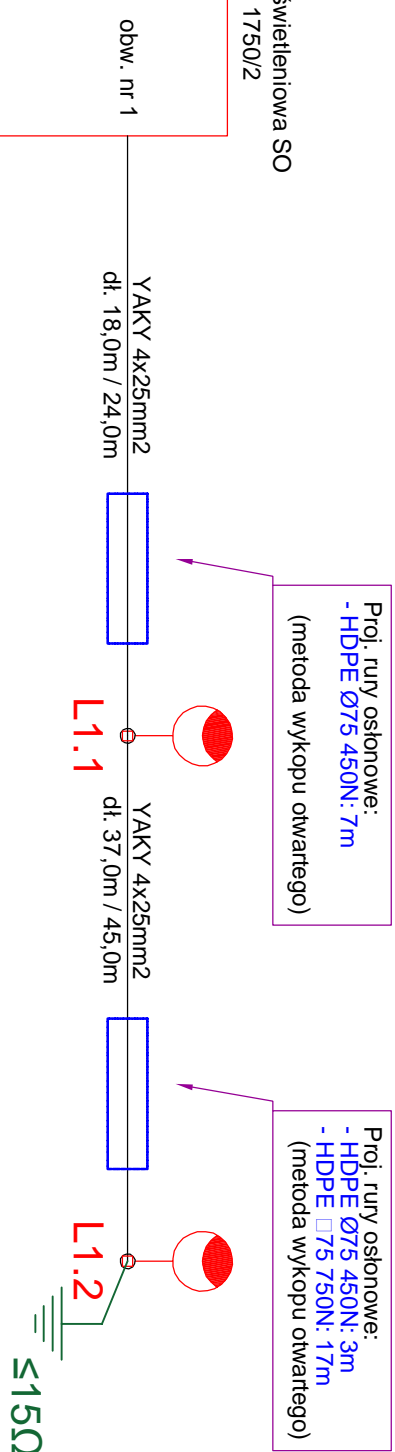 świetleniowa SO
1750/2
obw. nr 1
YAKY 4x25mm2
dł. 18,0m / 24,0m
Proj. rury osłonowe:
- HDPE Ø75 450N: 7m
(metoda wykopu otwartego)
L1.1
YAKY 4x25mm2
dł. 37,0m / 45,0m
Proj. rury osłonowe:
- HDPE Ø75 450N: 3m
- HDPE □75 750N: 17m
(metoda wykopu otwartego)
L1.2
≤15Ω